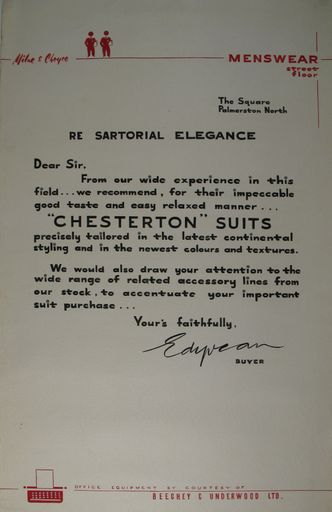 Milne & Choyce
MENSWEAR
street
floor
The Square
Palmerston North
RE SARTORIAL ELEGANCE
Dear Sir,
From our wide experience in this
field...we recommend, for their impeccable
good taste and easy relaxed manner...
"CHESTERTON" SUITS
precisely tailored in the latest continental
styling and in the newest colours and textures.
We would also draw your attention to the
wide range of related accessory lines from
our stock, to accentuate your important
suit purchase...
Your's faithfully,
BUYER
OFFICE EQUIPMENT BY COURTESY OF
BEECHEY & UNDERWOOD LTD.